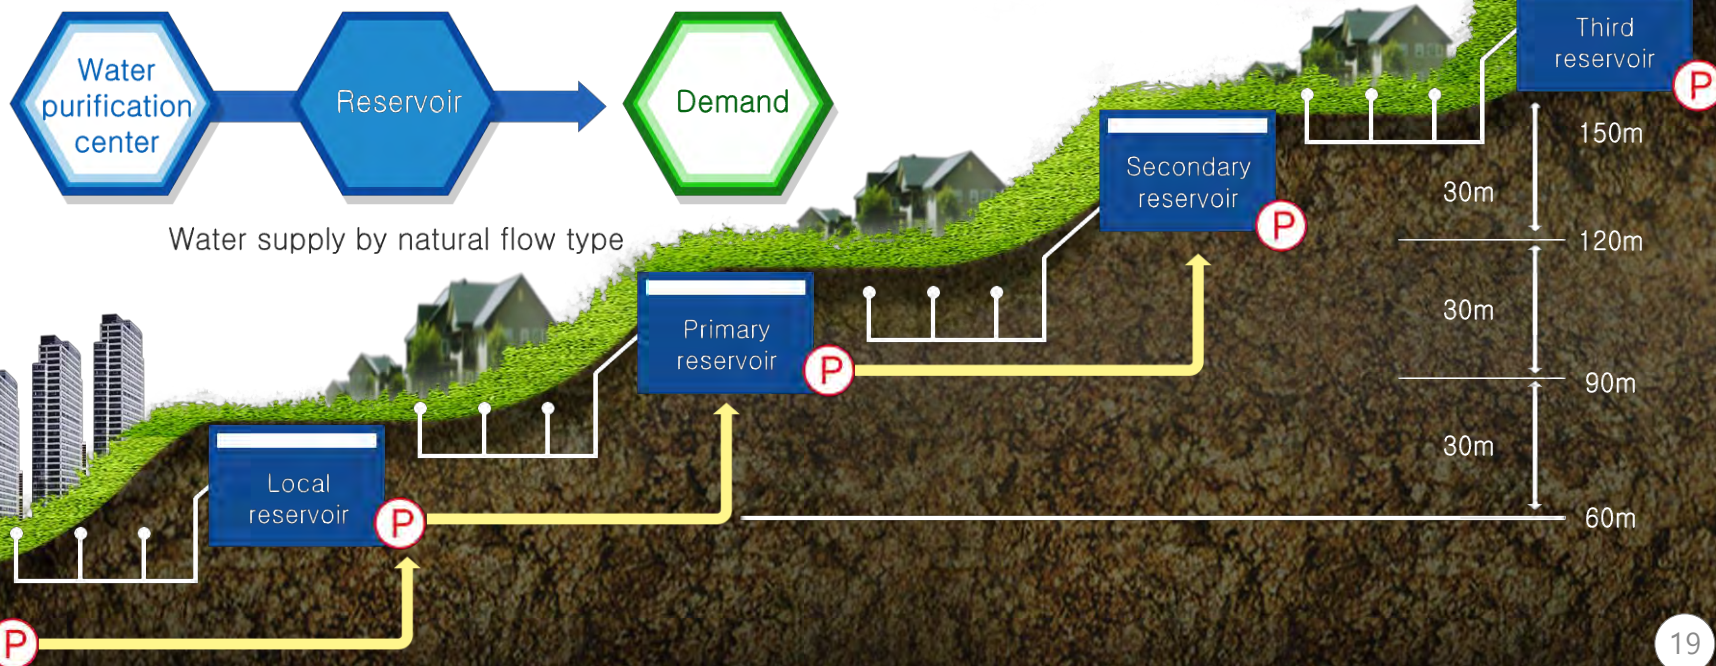 Water
purification
center
Reservoir
Demand
Water supply by natural flow type
Third
reservoir
P
150m
Secondary
reservoir
P
30m
120m
Primary
reservoir
P
30m
90m
Local
reservoir
P
30m
60m
P
19